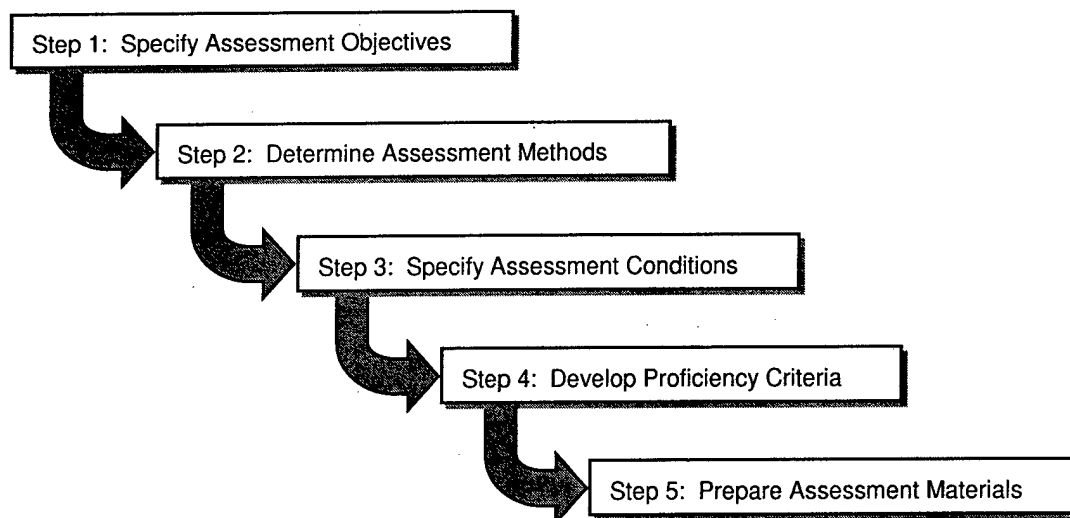 Step 1: Specify Assessment Objectives
Step 2: Determine Assessment Methods
Step 3: Specify Assessment Conditions
Step 4: Develop Proficiency Criteria
Step 5: Prepare Assessment Materials